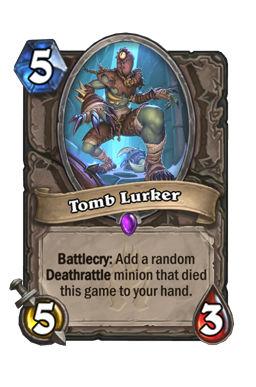 5
Tomb Lurker
Battlecry: Add a random
Deathrattle minion that died
this game to your hand.
5
3